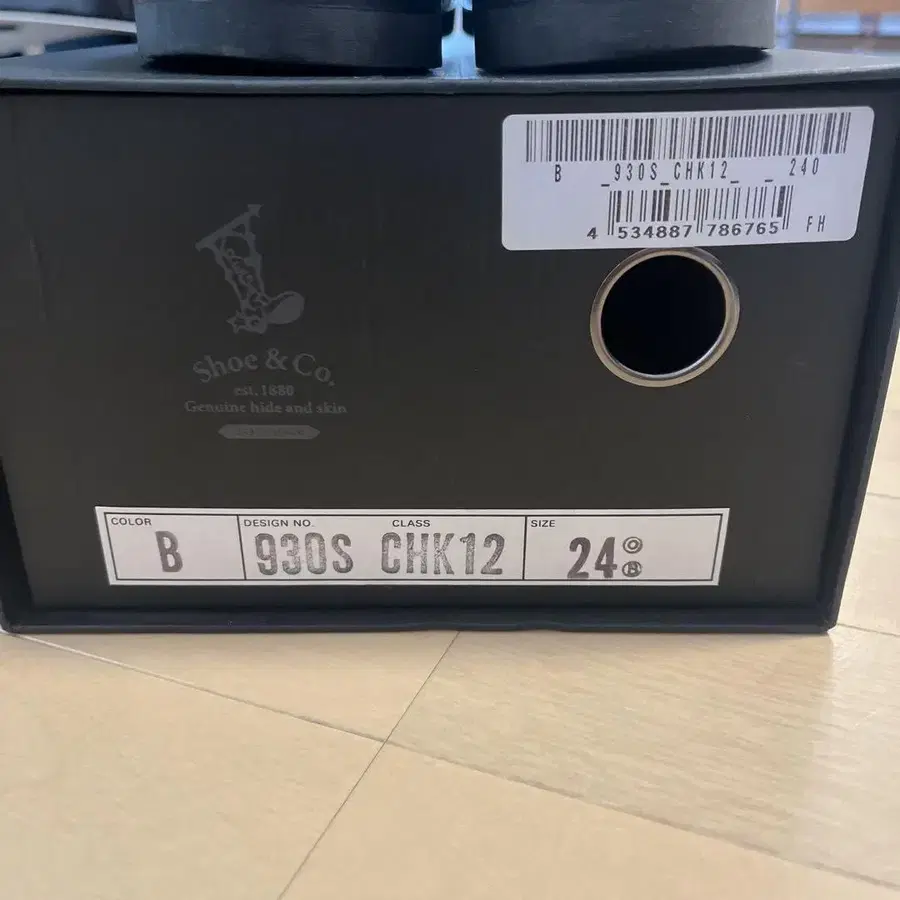 B _930S_CHK12_ _ 240
4 534887 786765 FH
Shoe & Co.
est. 1880
Genuine hide and skin
COLOR DESIGN NO. CLASS SIZE
B 930S CHK12 24